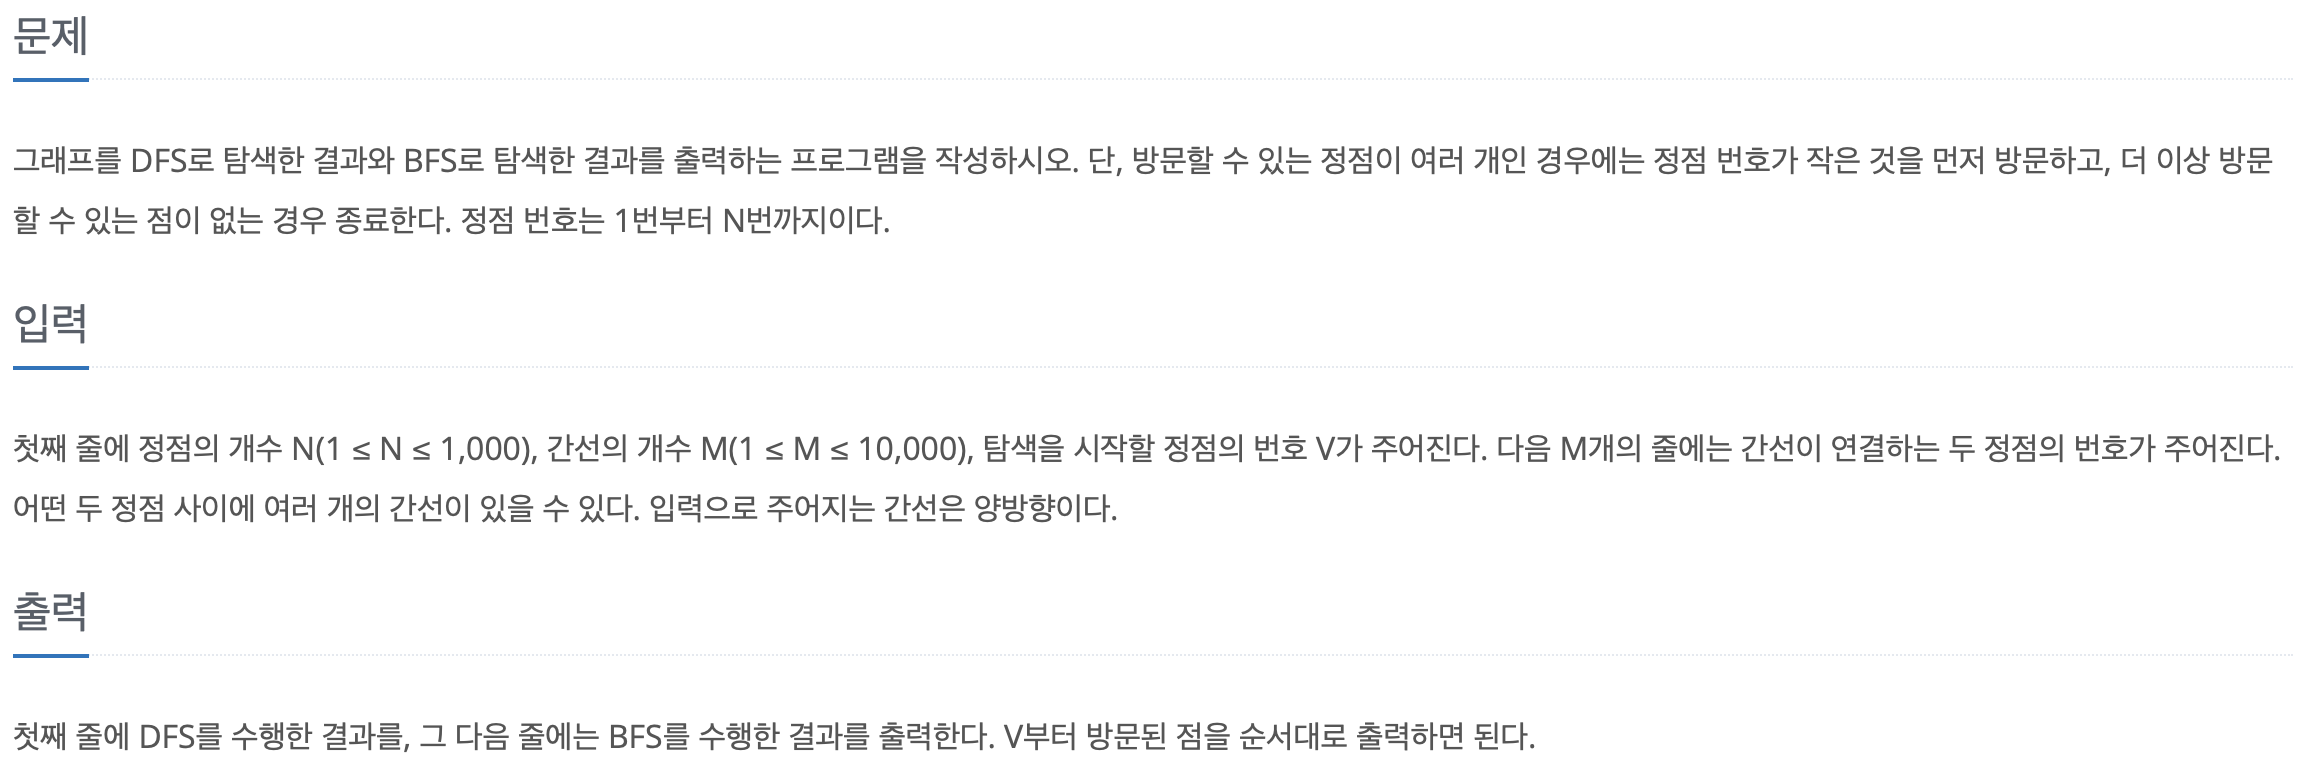 문제
그래프를 DFS로 탐색한 결과와 BFS로 탐색한 결과를 출력하는 프로그램을 작성하시오. 단, 방문할 수 있는 정점이 여러 개인 경우에는 정점 번호가 작은 것을 먼저 방문하고, 더 이상 방문
할 수 있는 점이 없는 경우 종료한다. 정점 번호는 1번부터 N번까지이다.
입력
첫째 줄에 정점의 개수 N(1 ≤ N ≤ 1,000), 간선의 개수 M(1 ≤ M ≤ 10,000), 탐색을 시작할 정점의 번호 V가 주어진다. 다음 M개의 줄에는 간선이 연결하는 두 정점의 번호가 주어진다.
어떤 두 정점 사이에 여러 개의 간선이 있을 수 있다. 입력으로 주어지는 간선은 양방향이다.
출력
첫째 줄에 DFS를 수행한 결과를, 그 다음 줄에는 BFS를 수행한 결과를 출력한다. V부터 방문된 점을 순서대로 출력하면 된다.